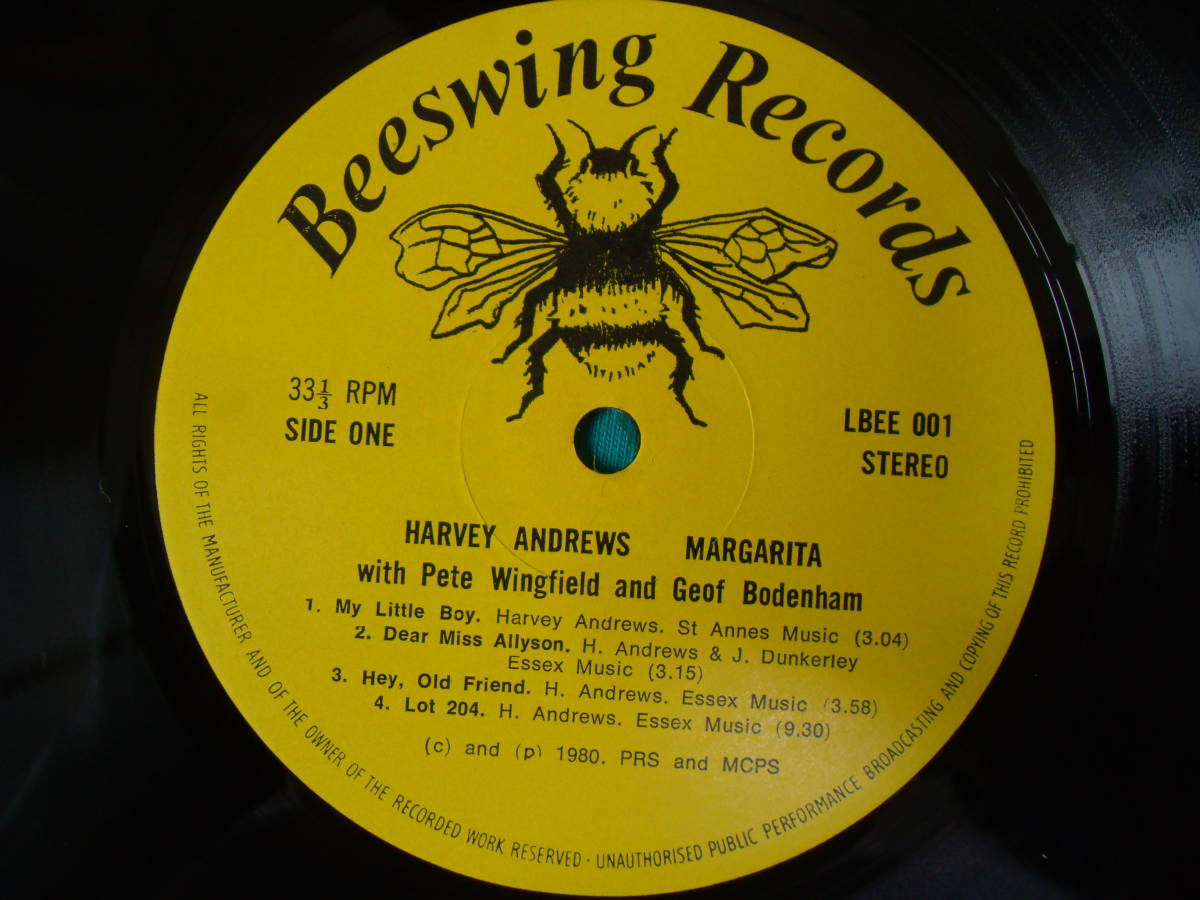 Beeswing Records
33⅓ RPM
SIDE ONE
LBEE 001
STEREO
HARVEY ANDREWS MARGARITA
with Pete Wingfield and Geof Bodenham
1. My Little Boy. Harvey Andrews. St Annes Music (3.04)
2. Dear Miss Allyson. H. Andrews & J. Dunkerley
Essex Music (3.15)
3. Hey, Old Friend. H. Andrews. Essex Music (3.58)
4. Lot 204. H. Andrews. Essex Music (9.30)
(c) and (p) 1980. PRS and MCPS
ALL RIGHTS OF THE MANUFACTURER AND OF THE OWNER OF THE RECORDED WORK RESERVED · UNAUTHORISED PUBLIC PERFORMANCE BROADCASTING AND COPYING OF THIS RECORD PROHIBITED